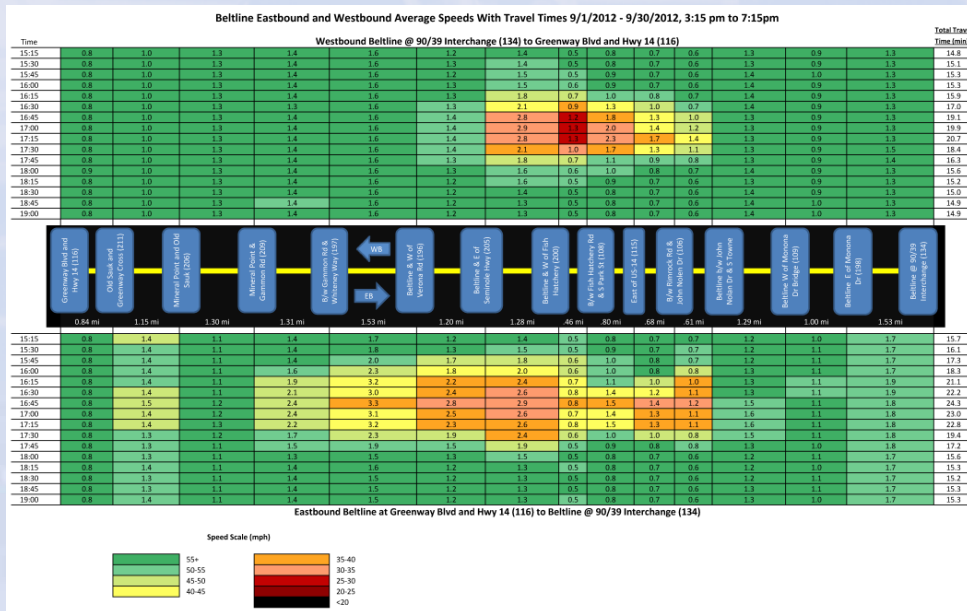 Beltline Eastbound and Westbound Average Speeds With Travel Times 9/1/2012 - 9/30/2012, 3:15 pm to 7:15pm
Total Trav
Time Westbound Beltline @ 90/39 Interchange (134) to Greenway Blvd and Hwy 14 (116) Time (min)
15:15 0.8 1.0 1.3 1.4 1.6 1.2 1.4 0.5 0.8 0.7 0.6 1.3 0.9 1.3 14.8
15:30 0.8 1.0 1.3 1.4 1.6 1.3 1.4 0.5 0.8 0.7 0.6 1.3 0.9 1.3 15.1
15:45 0.8 1.0 1.3 1.4 1.6 1.2 1.5 0.5 0.9 0.7 0.6 1.4 1.0 1.3 15.3
16:00 0.8 1.0 1.3 1.4 1.6 1.3 1.5 0.6 0.9 0.7 0.6 1.3 0.9 1.3 15.3
16:15 0.8 1.0 1.3 1.4 1.6 1.3 1.8 0.7 1.0 0.8 0.7 1.3 0.9 1.3 15.9
16:30 0.8 1.0 1.3 1.3 1.6 1.3 2.1 0.9 1.3 1.0 0.7 1.3 0.9 1.3 17.0
16:45 0.8 1.0 1.3 1.4 1.6 1.4 2.8 1.2 1.8 1.3 1.0 1.3 0.9 1.3 19.1
17:00 0.8 1.0 1.3 1.4 1.6 1.4 2.9 1.3 2.0 1.4 1.2 1.3 0.9 1.3 19.9
17:15 0.8 1.0 1.3 1.4 1.6 1.4 2.8 1.3 2.3 1.7 1.4 1.3 0.9 1.3 20.7
17:30 0.8 1.0 1.3 1.4 1.6 1.4 2.1 1.0 1.7 1.3 1.1 1.3 0.9 1.5 18.4
17:45 0.8 1.0 1.3 1.4 1.6 1.3 1.8 0.7 1.1 0.9 0.8 1.3 0.9 1.4 16.3
18:00 0.9 1.0 1.3 1.4 1.6 1.3 1.6 0.6 1.0 0.8 0.7 1.3 0.9 1.3 15.6
18:15 0.8 1.0 1.3 1.4 1.6 1.2 1.6 0.5 0.9 0.7 0.6 1.3 0.9 1.3 15.2
18:30 0.8 1.0 1.3 1.4 1.6 1.2 1.4 0.5 0.8 0.7 0.6 1.3 0.9 1.3 15.0
18:45 0.8 1.0 1.3 1.4 1.6 1.2 1.3 0.5 0.8 0.7 0.6 1.3 0.9 1.3 14.9
19:00 0.8 1.0 1.3 1.4 1.6 1.2 1.3 0.5 0.8 0.7 0.6 1.3 0.9 1.3 14.9
Greenway Blvd and Hwy 14 (116)
Old Sauk and Greenway Cross (211)
Mineral Point and Old Sauk (206)
Mineral Point & Gammon Rd (209)
B/w Gammon Rd & Whitney Way (197)
WB
EB
Beltline & W of Verona Rd (196)
Beltline & E of Seminole Hwy (205)
Beltline & W of Fish Hatchery (200)
B/w Fish Hatchery Rd & S Park St (108)
East of US-14 (115)
B/w Rimrock Rd & John Nolen Dr (106)
Beltline b/w John Nolan Dr & S Towne
Beltline W of Monona Dr Bridge (109)
Beltline E of Monona Dr (198)
Beltline @ 90/39 Interchange (134)
0.84 mi 1.15 mi 1.30 mi 1.31 mi 1.53 mi 1.20 mi 1.28 mi .46 mi .80 mi .68 mi .61 mi 1.29 mi 1.00 mi 1.53 mi
15:15 0.8 1.4 1.1 1.4 1.7 1.2 1.4 0.5 0.8 0.7 0.7 1.2 1.0 1.7 15.7
15:30 0.8 1.4 1.1 1.4 1.8 1.3 1.5 0.5 0.9 0.7 0.7 1.2 1.1 1.7 16.1
15:45 0.8 1.4 1.1 1.4 2.0 1.7 1.8 0.6 1.0 0.8 0.7 1.2 1.1 1.7 17.3
16:00 0.8 1.4 1.1 1.6 2.3 1.8 2.0 0.6 1.0 0.8 0.8 1.2 1.1 1.7 18.3
16:15 0.8 1.4 1.1 1.9 3.2 2.2 2.4 0.7 1.1 1.0 1.0 1.3 1.1 1.9 21.1
16:30 0.8 1.4 1.1 2.1 3.0 2.4 2.6 0.8 1.4 1.2 1.1 1.3 1.1 1.8 22.2
16:45 0.8 1.5 1.2 2.4 3.3 2.8 2.9 0.8 1.5 1.4 1.2 1.5 1.1 1.8 24.3
17:00 0.8 1.4 1.2 2.4 3.1 2.5 2.6 0.7 1.4 1.3 1.1 1.6 1.1 1.8 23.0
17:15 0.8 1.4 1.3 2.2 3.2 2.3 2.6 0.8 1.5 1.3 1.1 1.6 1.1 1.8 22.8
17:30 0.8 1.3 1.2 1.7 2.3 1.9 2.4 0.6 1.0 1.0 0.8 1.5 1.1 1.8 19.4
17:45 0.8 1.3 1.1 1.5 1.9 1.5 1.9 0.5 0.9 0.8 0.8 1.2 1.1 1.8 7.2
18:00 0.8 1.3 1.1 1.4 1.5 1.3 1.5 0.5 0.8 0.7 0.6 1.2 1.1 1.7 15.6
18:15 0.8 1.4 1.1 1.4 1.6 1.2 1.3 0.5 0.8 0.7 0.6 1.2 1.0 1.7 15.3
18:30 0.8 1.3 1.1 1.4 1.5 1.2 1.3 0.5 0.8 0.7 0.6 1.3 1.1 1.7 15.2
18:45 0.8 1.3 1.1 1.4 1.5 1.2 1.3 0.5 0.8 0.7 0.6 1.3 1.1 1.7 15.3
19:00 0.8 1.4 1.1 1.4 1.5 1.2 1.3 0.5 0.8 0.7 0.6 1.3 1.0 1.7 15.3
Eastbound Beltline at Greenway Blvd and Hwy 14 (116) to Beltline @ 90/39 Interchange (134)
Speed Scale (mph)
55+ 35-40
50-55 30-35
45-50 25-30
40-45 20-25
<20